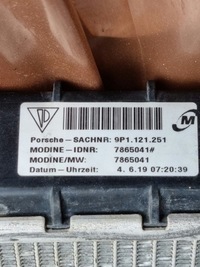 Porsche-SACHNR: 9P1.121.251
MODINE-IDNR: 7865041#
MODINE/MW: 7865041
Datum-Uhrzeit: 4. 6.19 07:20:39
M